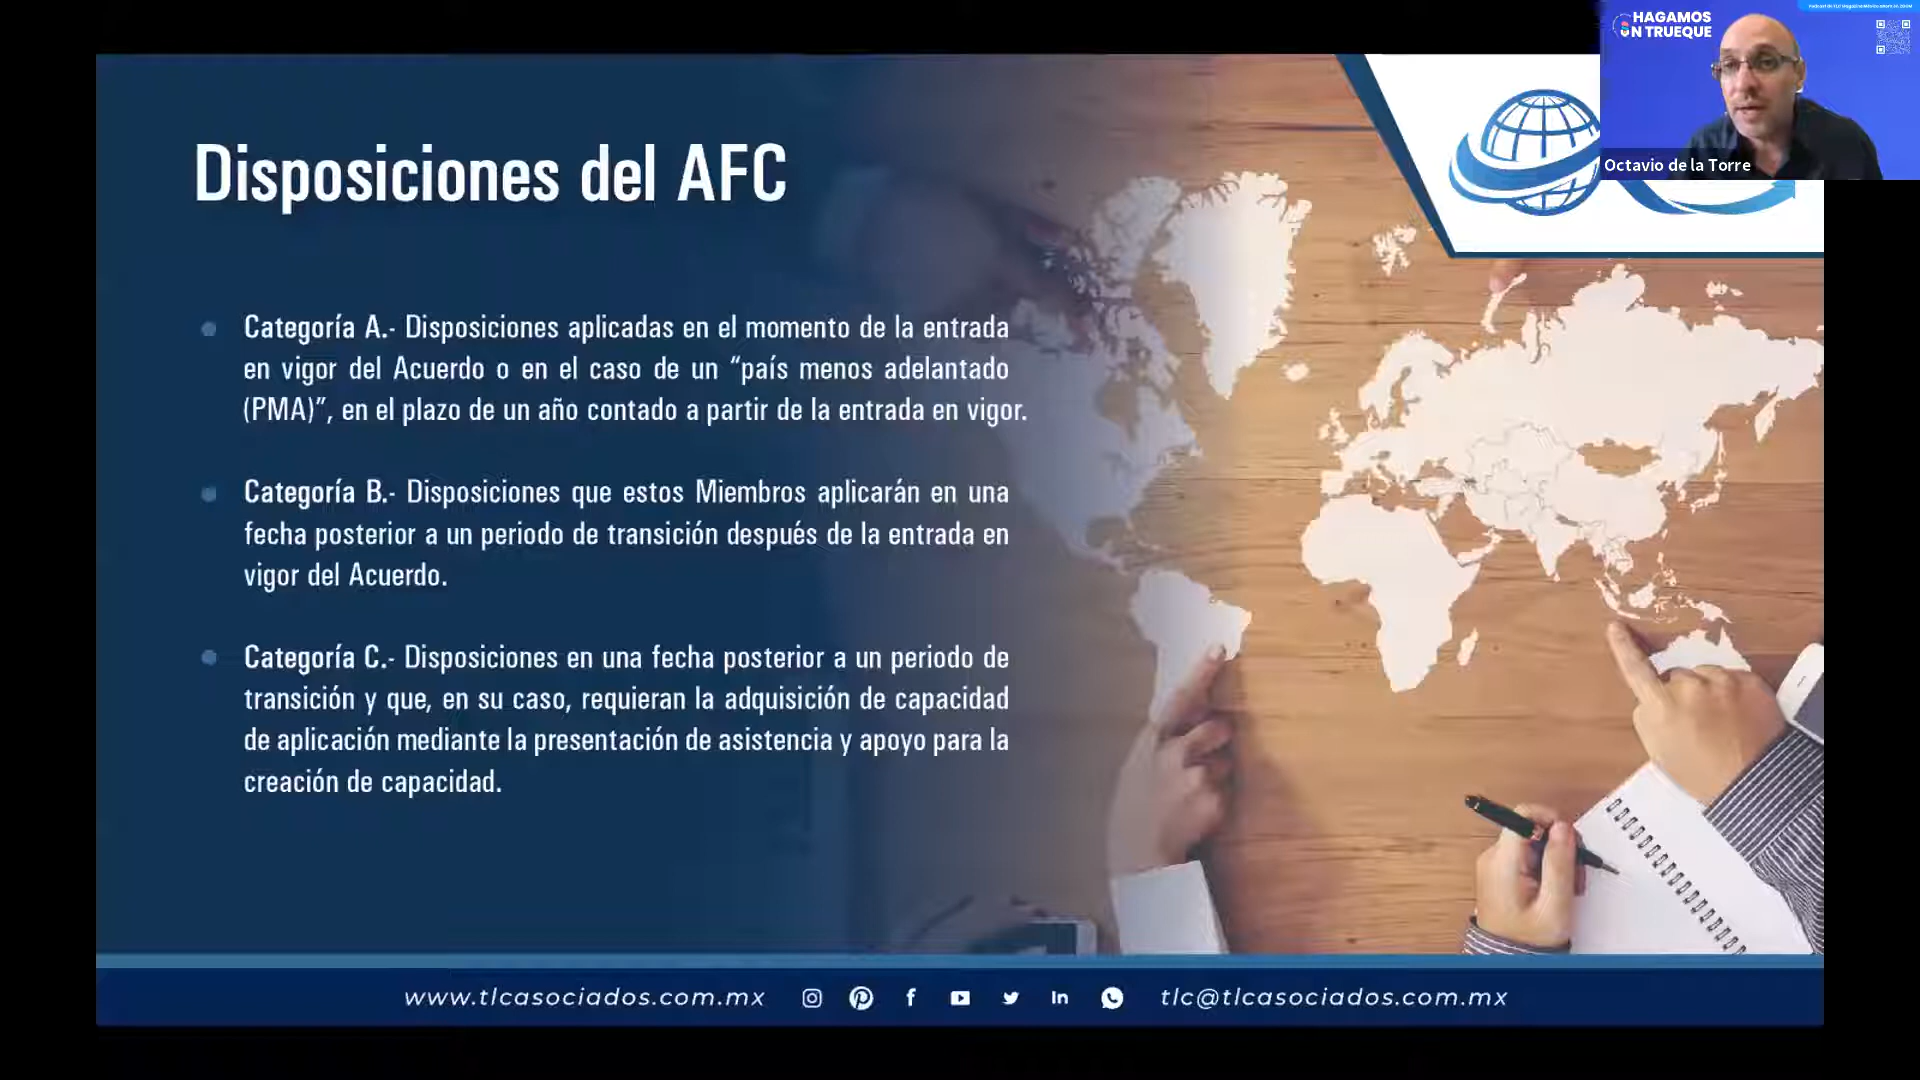 Disposiciones del AFC
Categoría A.- Disposiciones aplicadas en el momento de la entrada
en vigor del Acuerdo o en el caso de un “país menos adelantado
(PMA)”, en el plazo de un año contado a partir de la entrada en vigor.
Categoría B.- Disposiciones que estos Miembros aplicarán en una
fecha posterior a un periodo de transición después de la entrada en
vigor del Acuerdo.
Categoría C.- Disposiciones en una fecha posterior a un periodo de
transición y que, en su caso, requieran la adquisición de capacidad
de aplicación mediante la presentación de asistencia y apoyo para la
creación de capacidad.
www.tlcasociados.com.mx
tlc@tlcasociados.com.mx
HAGAMOS
UN TRUEQUE
Octavio de la Torre